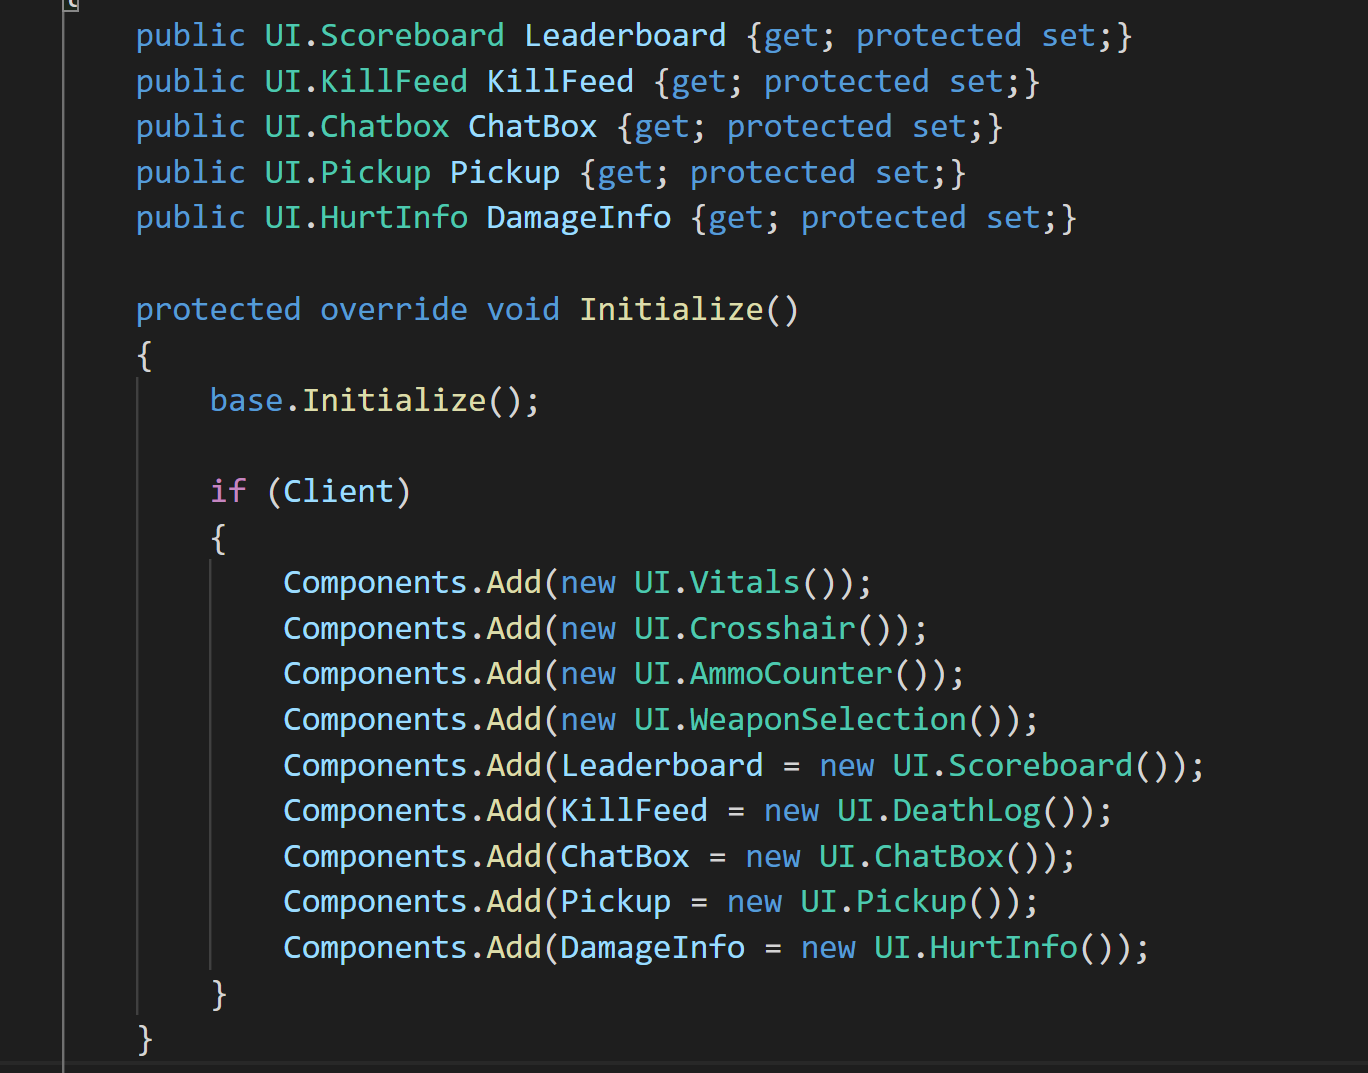 public UI.Scoreboard Leaderboard {get; protected set;}
public UI.KillFeed KillFeed {get; protected set;}
public UI.Chatbox ChatBox {get; protected set;}
public UI.Pickup Pickup {get; protected set;}
public UI.HurtInfo DamageInfo {get; protected set;}
protected override void Initialize()
{
base.Initialize();
if (Client)
{
Components.Add(new UI.Vitals());
Components.Add(new UI.Crosshair());
Components.Add(new UI.AmmoCounter());
Components.Add(new UI.WeaponSelection());
Components.Add(Leaderboard = new UI.Scoreboard());
Components.Add(KillFeed = new UI.DeathLog());
Components.Add(ChatBox = new UI.ChatBox());
Components.Add(Pickup = new UI.Pickup());
Components.Add(DamageInfo = new UI.HurtInfo());
}
}